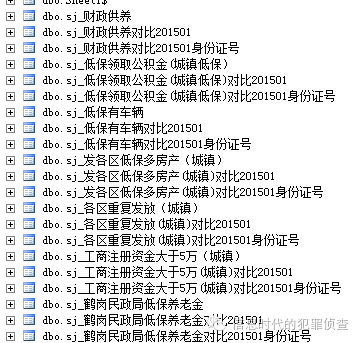 dbo.Sheet1$
dbo.sj_财政供养
dbo.sj_财政供养对比201501
dbo.sj_财政供养对比201501身份证号
dbo.sj_低保领取公积金(城镇低保)
dbo.sj_低保领取公积金(城镇低保)对比201501
dbo.sj_低保领取公积金(城镇低保)对比201501身份证号
dbo.sj_低保有车辆
dbo.sj_低保有车辆对比201501
dbo.sj_低保有车辆对比201501身份证号
dbo.sj_发各区低保多房产（城镇）
dbo.sj_发各区低保多房产(城镇)对比201501
dbo.sj_发各区低保多房产(城镇)对比201501身份证号
dbo.sj_各区重复发放（城镇）
dbo.sj_各区重复发放(城镇)对比201501
dbo.sj_各区重复发放(城镇)对比201501身份证号
dbo.sj_工商注册资金大于5万（城镇）
dbo.sj_工商注册资金大于5万(城镇)对比201501
dbo.sj_工商注册资金大于5万(城镇)对比201501身份证号
dbo.sj_鹤岗民政局低保养老金
dbo.sj_鹤岗民政局低保养老金对比201501
dbo.sj_鹤岗民政局低保养老金对比201501身份证号
信息时代的犯罪侦查